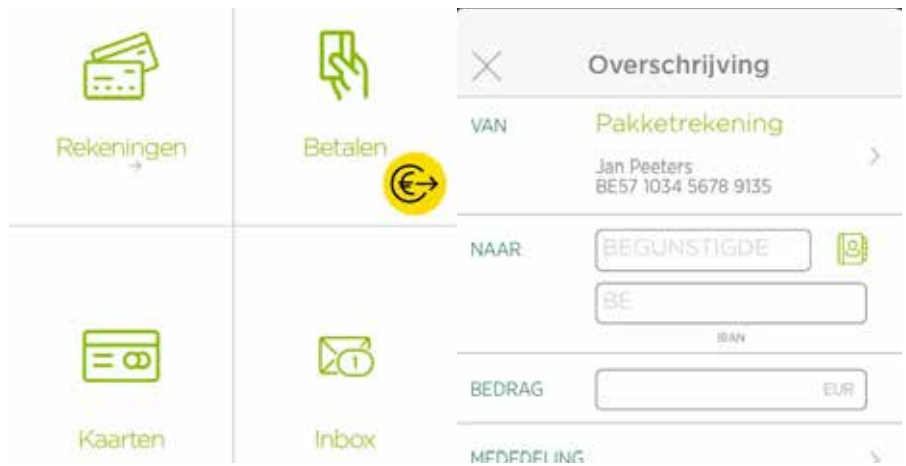 Rekeningen
Betalen
€
Kaarten
1
Inbox
Overschrijving
VAN
Pakketrekening
Jan Peeters
BE57 1034 5678 9135
NAAR
BEGUNSTIGDE
BE
IBAN
BEDRAG
EUR
MEDEDELING